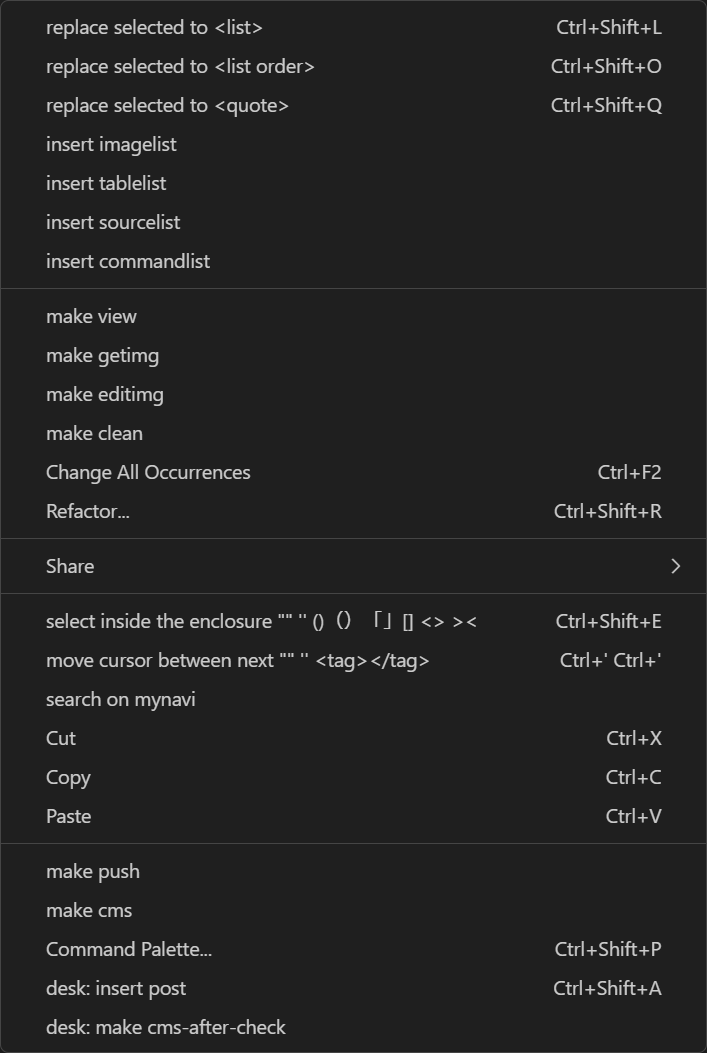 replace selected to <list> Ctrl+Shift+L
replace selected to <list order> Ctrl+Shift+O
replace selected to <quote> Ctrl+Shift+Q
insert imagelist
insert tablelist
insert sourcelist
insert commandlist
make view
make getimg
make editimg
make clean
Change All Occurrences Ctrl+F2
Refactor... Ctrl+Shift+R
Share
select inside the enclosure "" '' ()（）「」[] <> >< Ctrl+Shift+E
move cursor between next "" '' <tag></tag> Ctrl+' Ctrl+'
search on mynavi
Cut Ctrl+X
Copy Ctrl+C
Paste Ctrl+V
make push
make cms
Command Palette... Ctrl+Shift+P
desk: insert post Ctrl+Shift+A
desk: make cms-after-check